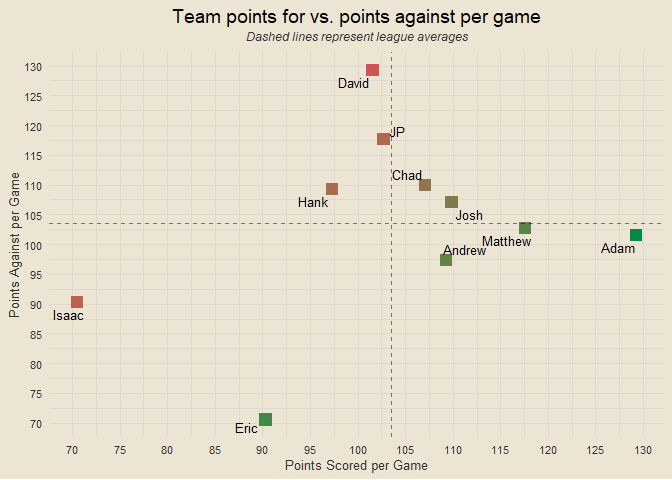 Team points for vs. points against per game
Dashed lines represent league averages
Points Against per Game
130
125
120
115
110
105
100
95
90
85
80
75
70
David
JP
Chad
Hank
Josh
Matthew
Andrew
Adam
Isaac
Eric
70 75 80 85 90 95 100 105 110 115 120 125 130
Points Scored per Game